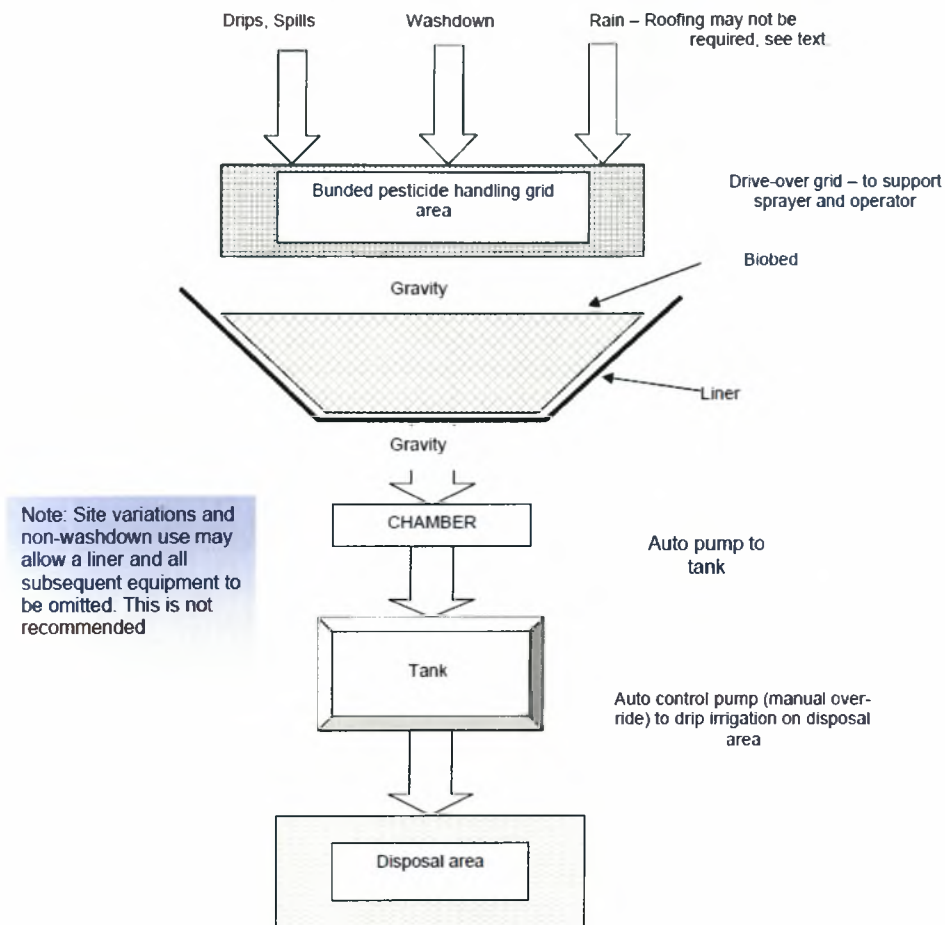 Drips, Spills
Washdown
Rain – Roofing may not be
required, see text
Bunded pesticide handling grid
area
Drive-over grid – to support
sprayer and operator
Biobed
Gravity
Liner
Gravity
CHAMBER
Note: Site variations and
non-washdown use may
allow a liner and all
subsequent equipment to
be omitted. This is not
recommended
Auto pump to
tank
Tank
Auto control pump (manual over-
ride) to drip irrigation on disposal
area
Disposal area